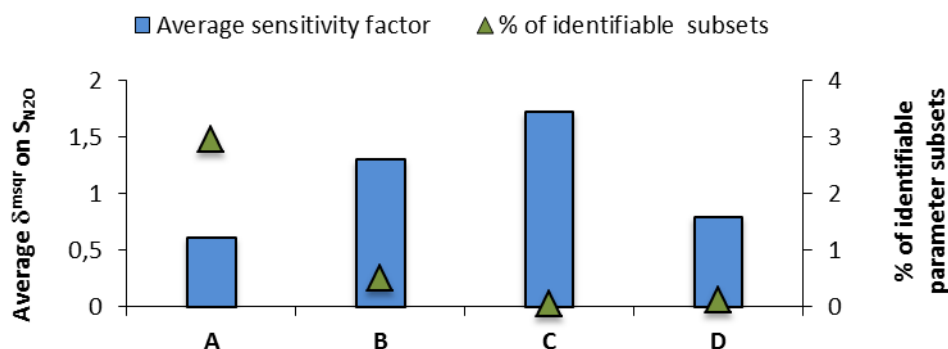 Average sensitivity factor % of identifiable subsets
Average δmsqr on SN2O
2
1,5
1
0,5
0
4
3
2
1
0
% of identifiable
parameter subsets
A B C D